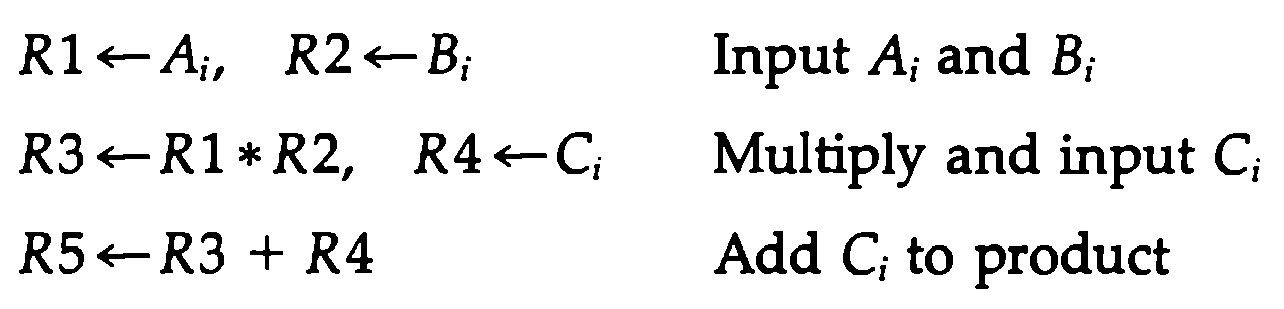 R1←Aᵢ, R2←Bᵢ Input Aᵢ and Bᵢ
R3←R1*R2, R4←Cᵢ Multiply and input Cᵢ
R5←R3 + R4 Add Cᵢ to product